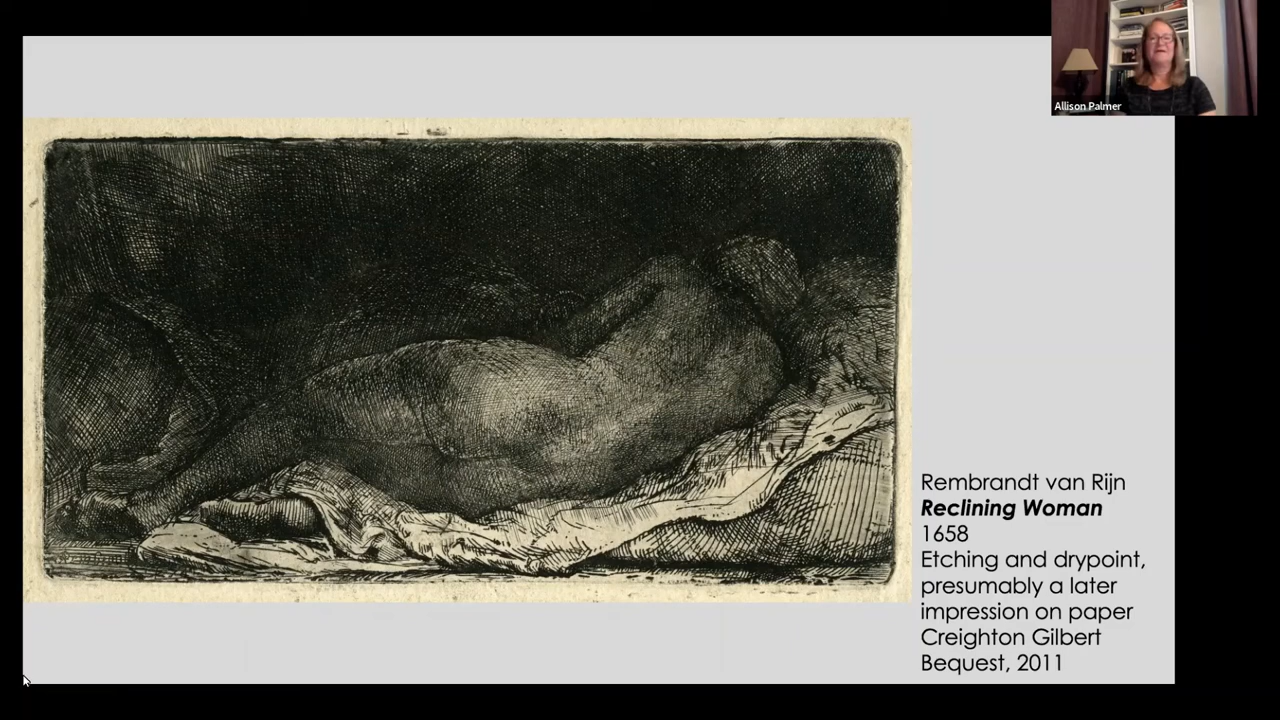 Allison Palmer
Rembrandt van Rijn
Reclining Woman
1658
Etching and drypoint,
presumably a later
impression on paper
Creighton Gilbert
Bequest, 2011